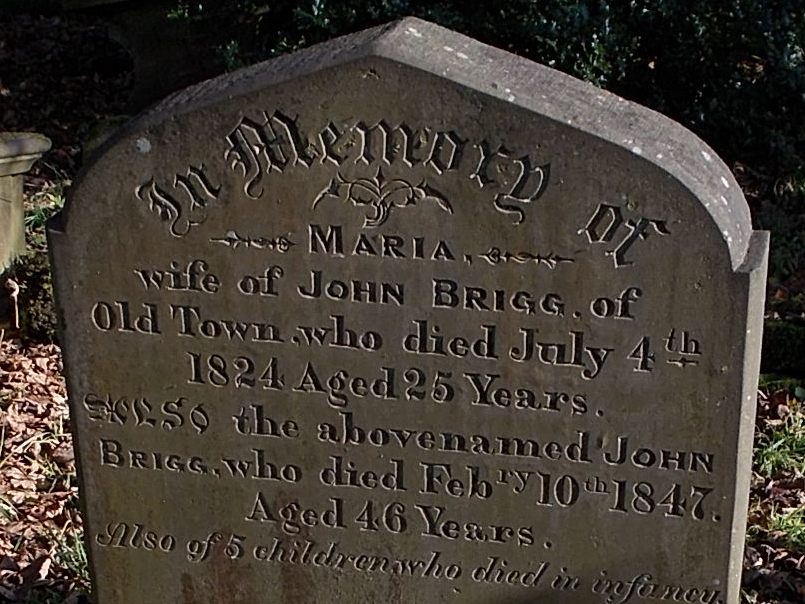 In Memory of
MARIA,
wife of JOHN BRIGG, of
Old Town, who died July 4th
1824 Aged 25 Years.
ALSO the abovenamed JOHN
BRIGG, who died Febry 10th 1847.
Aged 46 Years.
Also of 5 children, who died in infancy.